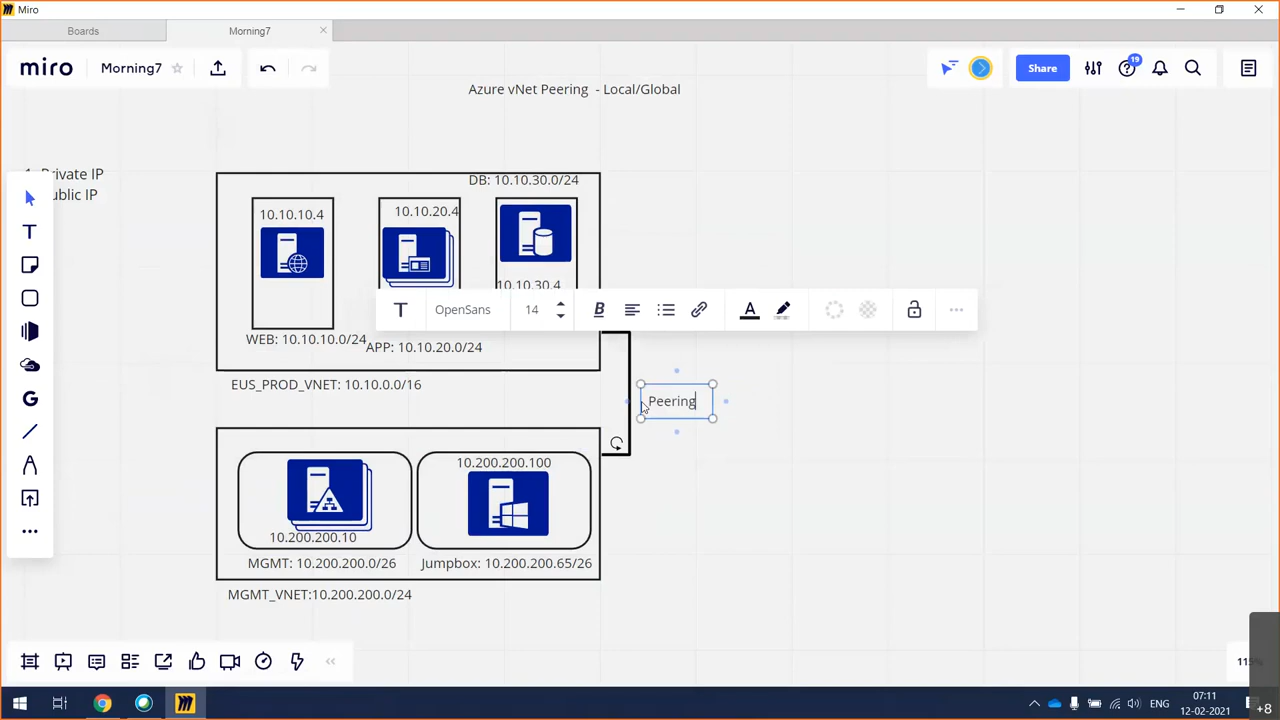 Miro
Boards
Morning7
miro
Morning7
19
Share
Azure vNet Peering - Local/Global
1. Private IP
ublic IP
DB: 10.10.30.0/24
10.10.10.4
10.10.20.4
10.10.30.4
OpenSans
14
WEB: 10.10.10.0/24
APP: 10.10.20.0/24
EUS_PROD_VNET: 10.10.0.0/16
Peering
10.200.200.100
10.200.200.10
MGMT: 10.200.200.0/26
Jumpbox: 10.200.200.65/26
MGMT_VNET:10.200.200.0/24
ENG
07:11
12-02-2021
+8